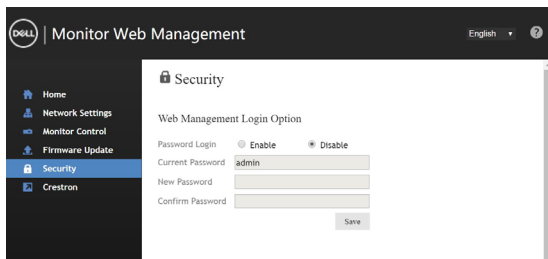 DELL | Monitor Web Management
English
?
Home
Network Settings
Monitor Control
Firmware Update
Security
Crestron
Security
Web Management Login Option
Password Login Enable Disable
Current Password admin
New Password
Confirm Password
Save